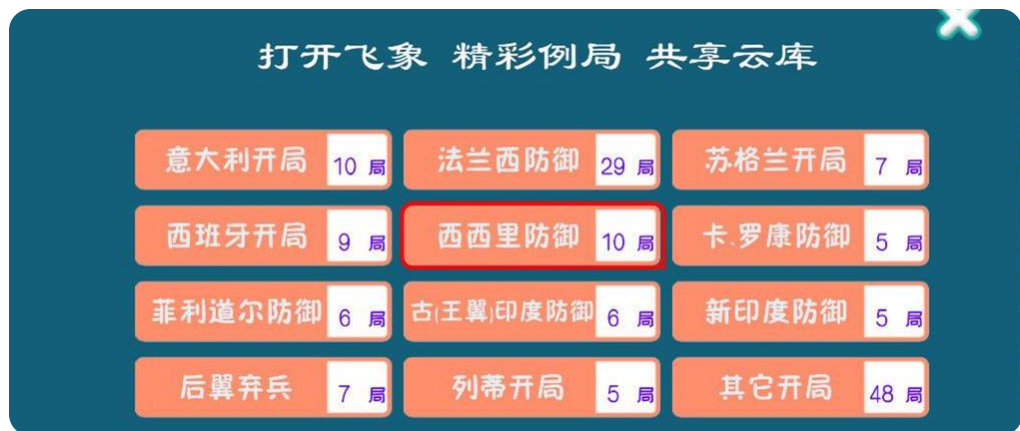 打开飞象 精彩例局 共享云库
意大利开局 10 局 法兰西防御 29 局 苏格兰开局 7 局
西班牙开局 9 局 西西里防御 10 局 卡.罗康防御 5 局
菲利道尔防御 6 局 古(王翼)印度防御 6 局 新印度防御 5 局
后翼弃兵 7 局 列蒂开局 5 局 其它开局 48 局